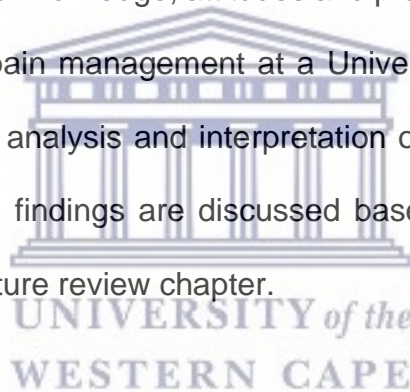 pain management at a Unive
analysis and interpretation
findings are discussed base
ture review chapter.
UNIVERSITY of the
WESTERN CAPE